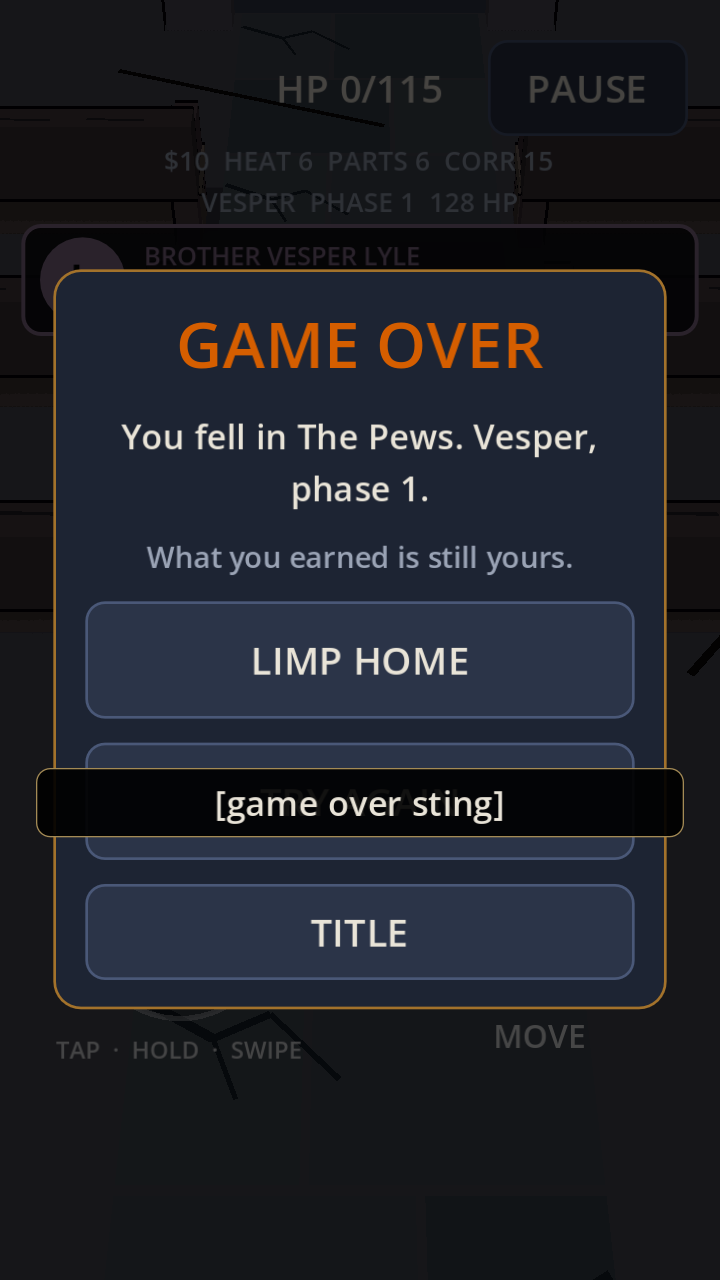 HP 0/115
PAUSE
$10 HEAT 6 PARTS 6 CORR 15
VESPER PHASE 1 128 HP
BROTHER VESPER LYLE
GAME OVER
You fell in The Pews. Vesper,
phase 1.
What you earned is still yours.
LIMP HOME
TRY AGAIN
[game over sting]
TITLE
TAP · HOLD · SWIPE
MOVE